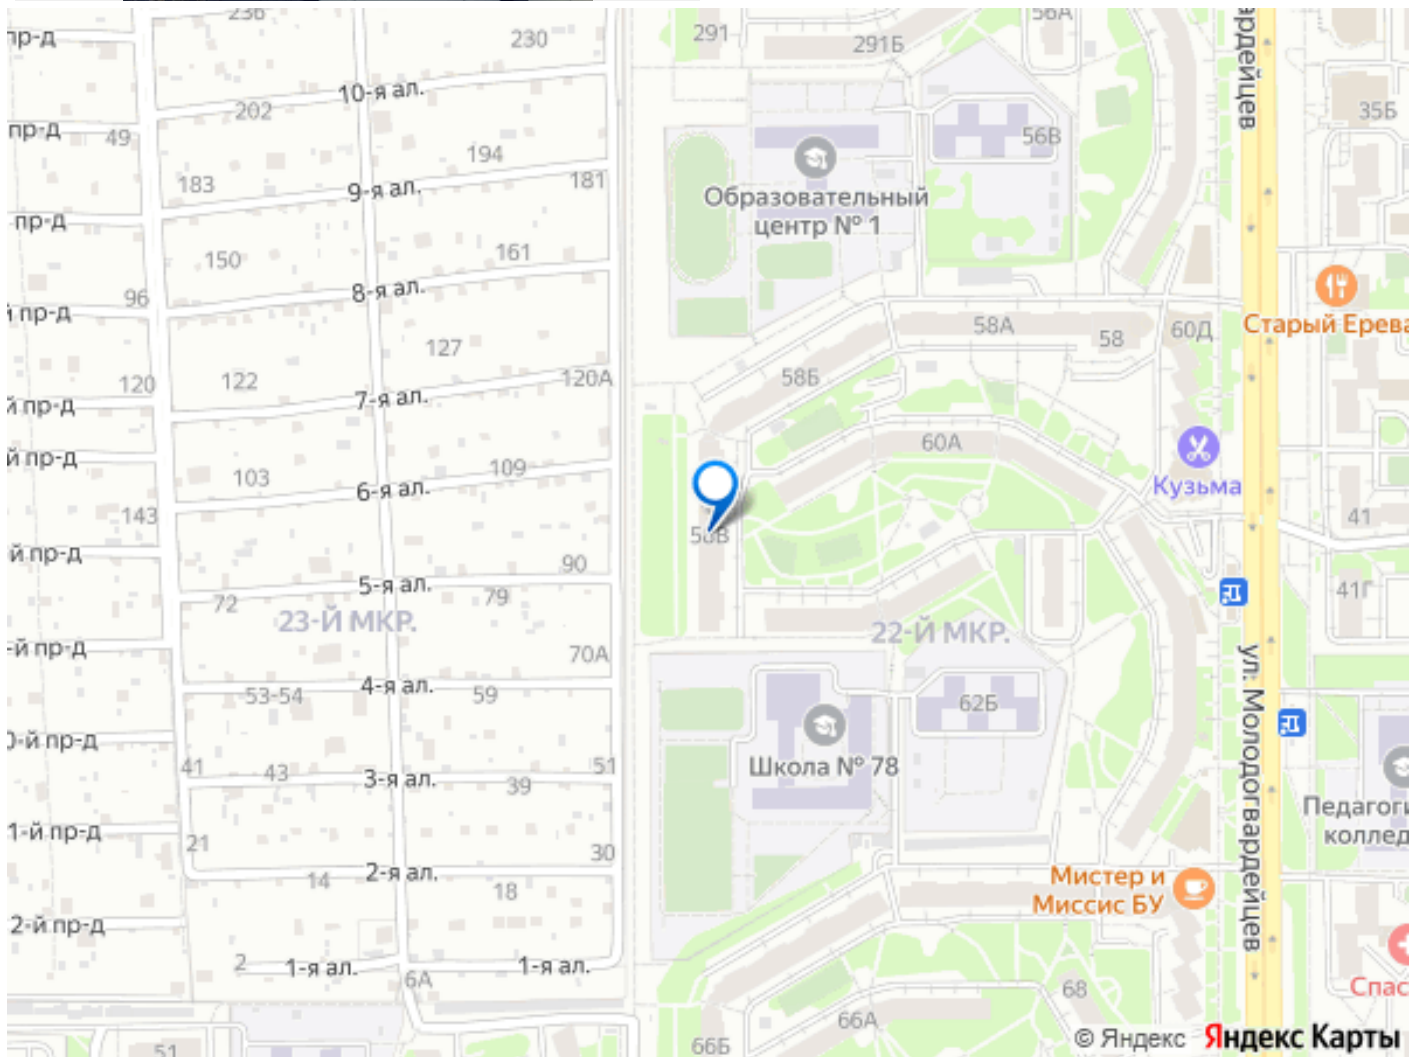 236
пр-д
230
291
291Б
56А
ардейцев
10-я ал.
202
35Б
пр-д
49
56В
194
183
9-я ал.
181
Образовательный
центр № 1
пр-д
150
161
96
8-я ал.
й пр-д
Старый Ерева
58А
58
60Д
127
120
122
120А
58Б
й пр-д
7-я ал.
60А
й пр-д
103
109
6-я ал.
Кузьма
143
41
й пр-д
90
5-я ал.
72
79
41Г
23-Й МКР.
22-Й МКР.
-й пр-д
70А
4-я ал.
53-54
59
62Б
ул. Молодогвардейцев
0-й пр-д
41
43
3-я ал.
39
51
Школа № 78
Педагоги
коллед
1-й пр-д
21
30
2-я ал.
14
18
Мистер и
Миссис БУ
2-й пр-д
2
1-я ал.
1-я ал.
6А
Спас
68
66А
51
66Б
© Яндекс Яндекс Карты